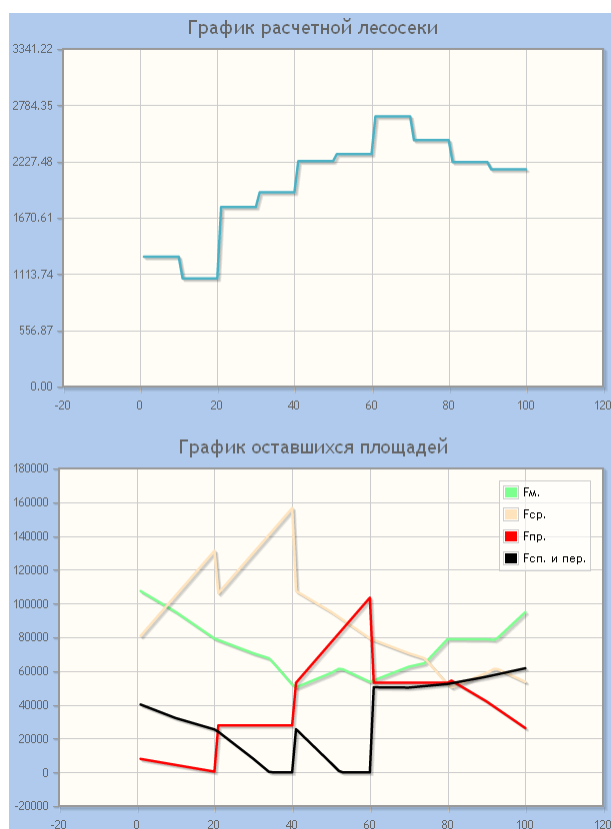 График расчетной лесосеки
3341.22
2784.35
2227.48
1670.61
1113.74
556.87
0.00
-20 0 20 40 60 80 100 120
График оставшихся площадей
180000
160000
140000
120000
100000
80000
60000
40000
20000
0
-20000
Fм.
Fср.
Fпр.
Fсп. и пер.
-20 0 20 40 60 80 100 120